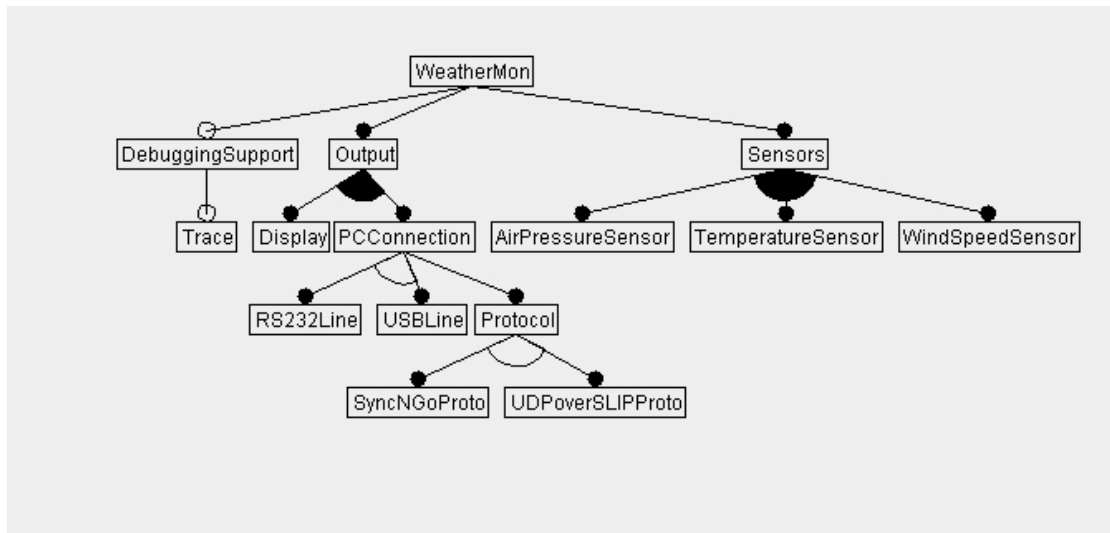 WeatherMon
DebuggingSupport Output Sensors
Trace Display PCConnection AirPressureSensor TemperatureSensor WindSpeedSensor
RS232Line USBLine Protocol
SyncNGoProto UDPoverSLIPProto